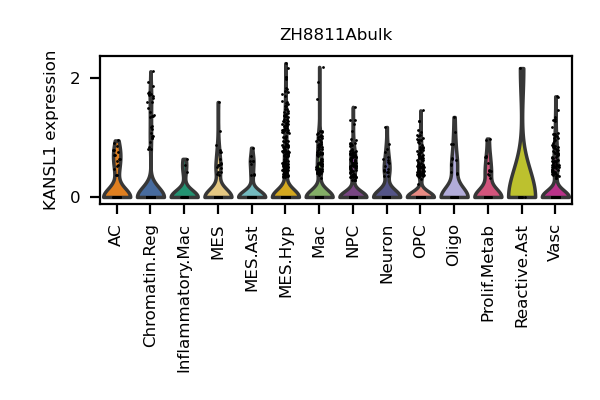 ZH8811Abulk
KANSL1 expression
2
0
AC
Chromatin.Reg
Inflammatory.Mac
MES
MES.Ast
MES.Hyp
Mac
NPC
Neuron
OPC
Oligo
Prolif.Metab
Reactive.Ast
Vasc